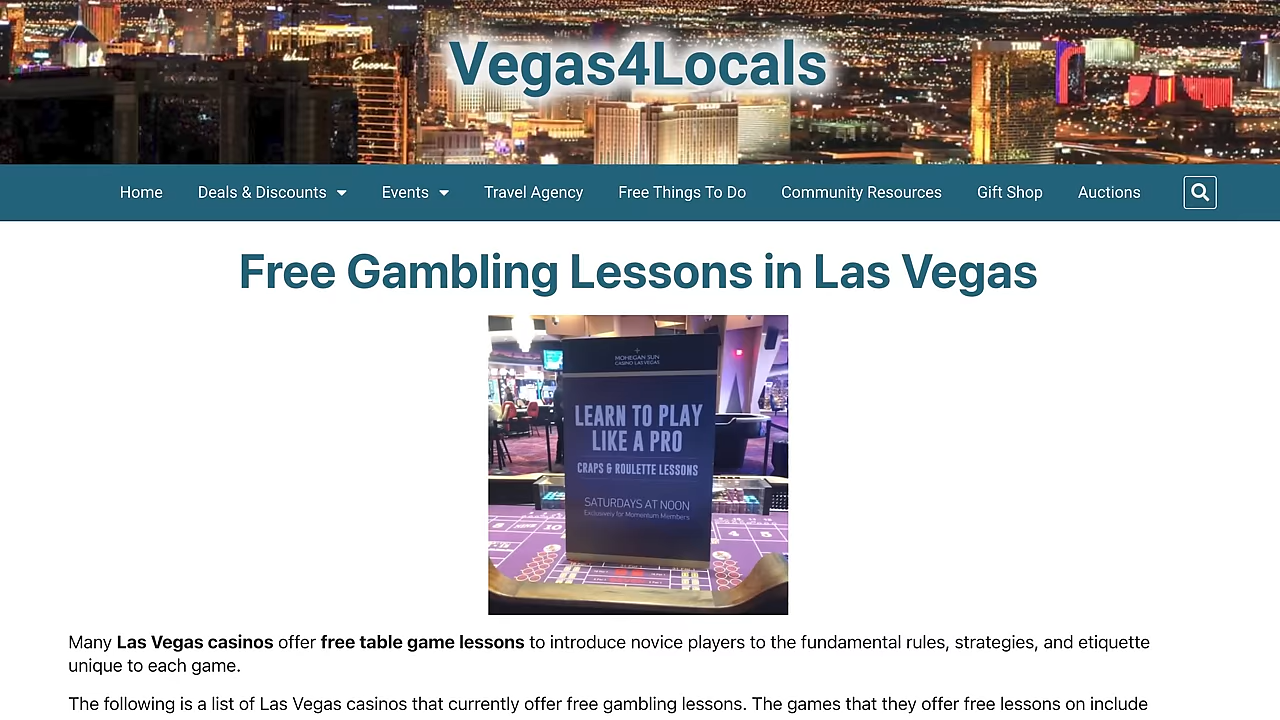 Vegas4Locals
Encore
TRUMP
Home
Deals & Discounts
Events
Travel Agency
Free Things To Do
Community Resources
Gift Shop
Auctions
Free Gambling Lessons in Las Vegas
MOHEGAN SUN
CASINO LAS VEGAS
LEARN TO PLAY
LIKE A PRO
CRAPS & ROULETTE LESSONS
SATURDAYS AT NOON
Exclusively for Momentum Members
Many Las Vegas casinos offer free table game lessons to introduce novice players to the fundamental rules, strategies, and etiquette
unique to each game.
The following is a list of Las Vegas casinos that currently offer free gambling lessons. The games that they offer free lessons on include